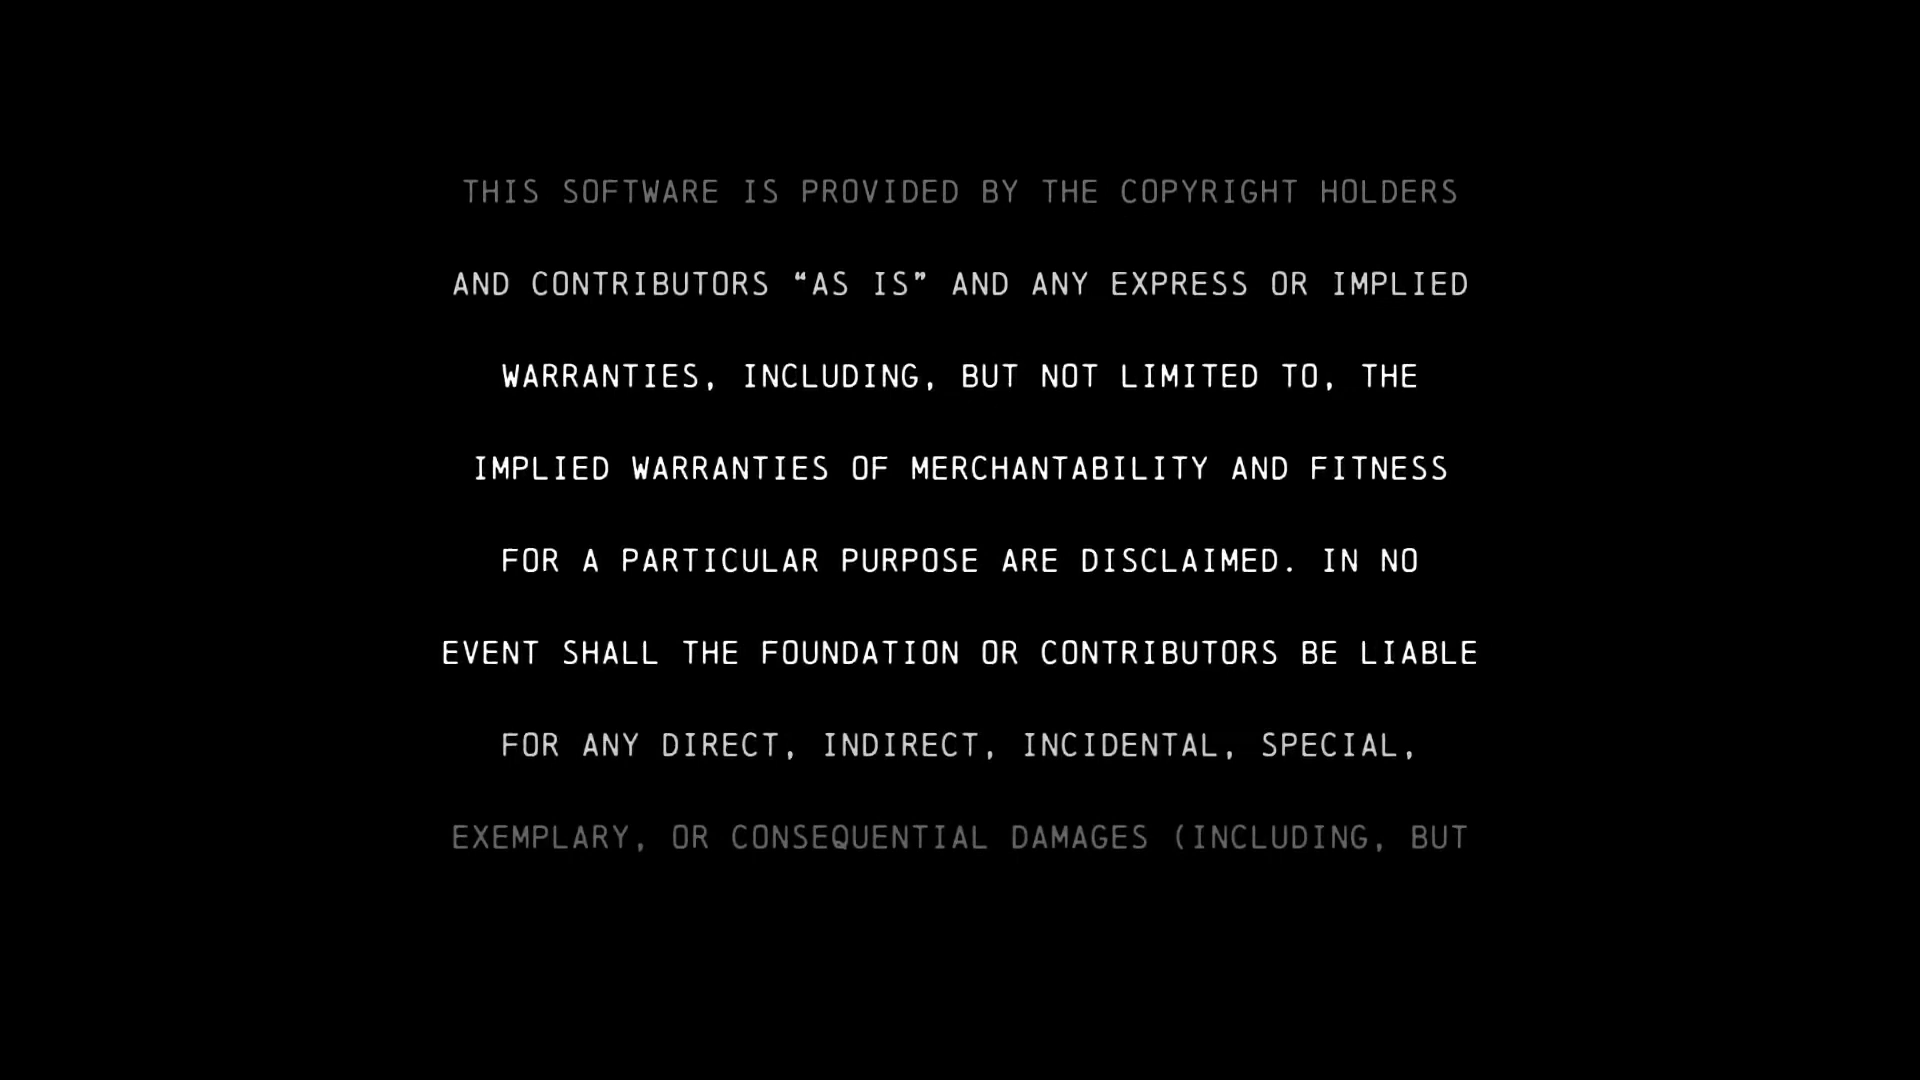 THIS SOFTWARE IS PROVIDED BY THE COPYRIGHT HOLDERS
AND CONTRIBUTORS “AS IS” AND ANY EXPRESS OR IMPLIED
WARRANTIES, INCLUDING, BUT NOT LIMITED TO, THE
IMPLIED WARRANTIES OF MERCHANTABILITY AND FITNESS
FOR A PARTICULAR PURPOSE ARE DISCLAIMED. IN NO
EVENT SHALL THE FOUNDATION OR CONTRIBUTORS BE LIABLE
FOR ANY DIRECT, INDIRECT, INCIDENTAL, SPECIAL,
EXEMPLARY, OR CONSEQUENTIAL DAMAGES (INCLUDING, BUT